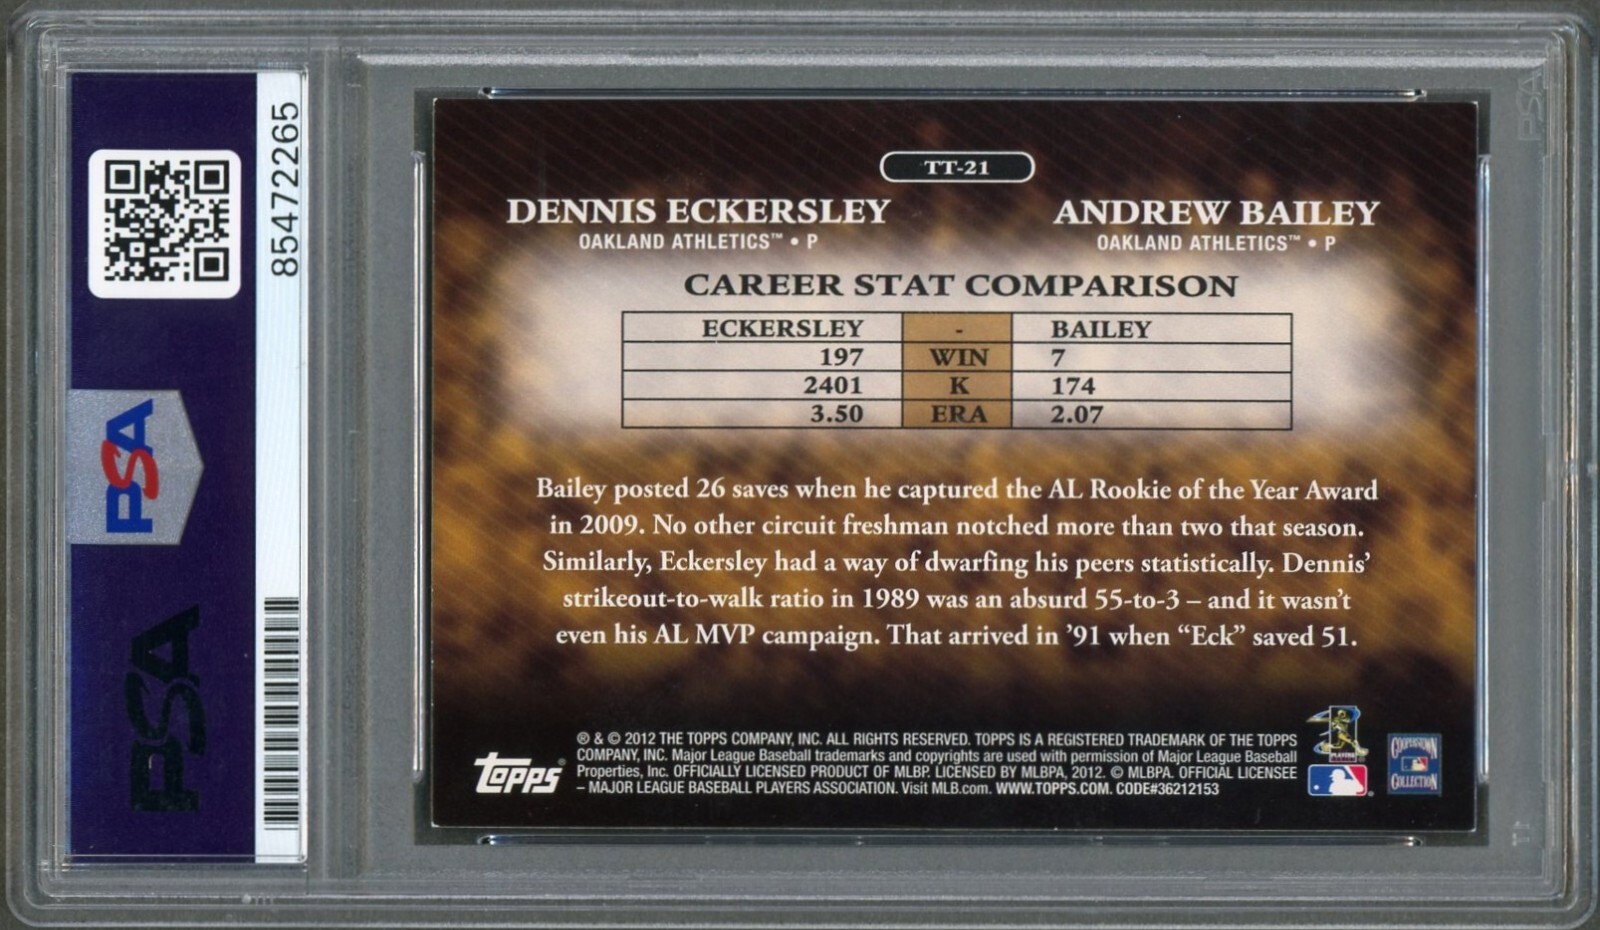 85472265
PSA
PSA
TT-21
DENNIS ECKERSLEY
OAKLAND ATHLETICS™ • P
ANDREW BAILEY
OAKLAND ATHLETICS™ • P
CAREER STAT COMPARISON
ECKERSLEY - BAILEY
197 WIN 7
2401 K 174
3.50 ERA 2.07
Bailey posted 26 saves when he captured the AL Rookie of the Year Award
in 2009. No other circuit freshman notched more than two that season.
Similarly, Eckersley had a way of dwarfing his peers statistically. Dennis’
strikeout-to-walk ratio in 1989 was an absurd 55-to-3 – and it wasn’t
even his AL MVP campaign. That arrived in ’91 when “Eck” saved 51.
Topps®
® & © 2012 THE TOPPS COMPANY, INC. ALL RIGHTS RESERVED. TOPPS IS A REGISTERED TRADEMARK OF THE TOPPS
COMPANY, INC. Major League Baseball trademarks and copyrights are used with permission of Major League Baseball
Properties, Inc. OFFICIALLY LICENSED PRODUCT OF MLBP. LICENSED BY MLBPA, 2012. © MLBPA. OFFICIAL LICENSEE
– MAJOR LEAGUE BASEBALL PLAYERS ASSOCIATION. Visit MLB.com. WWW.TOPPS.COM. CODE#36212153
COOPERSTOWN
COLLECTION
PSA